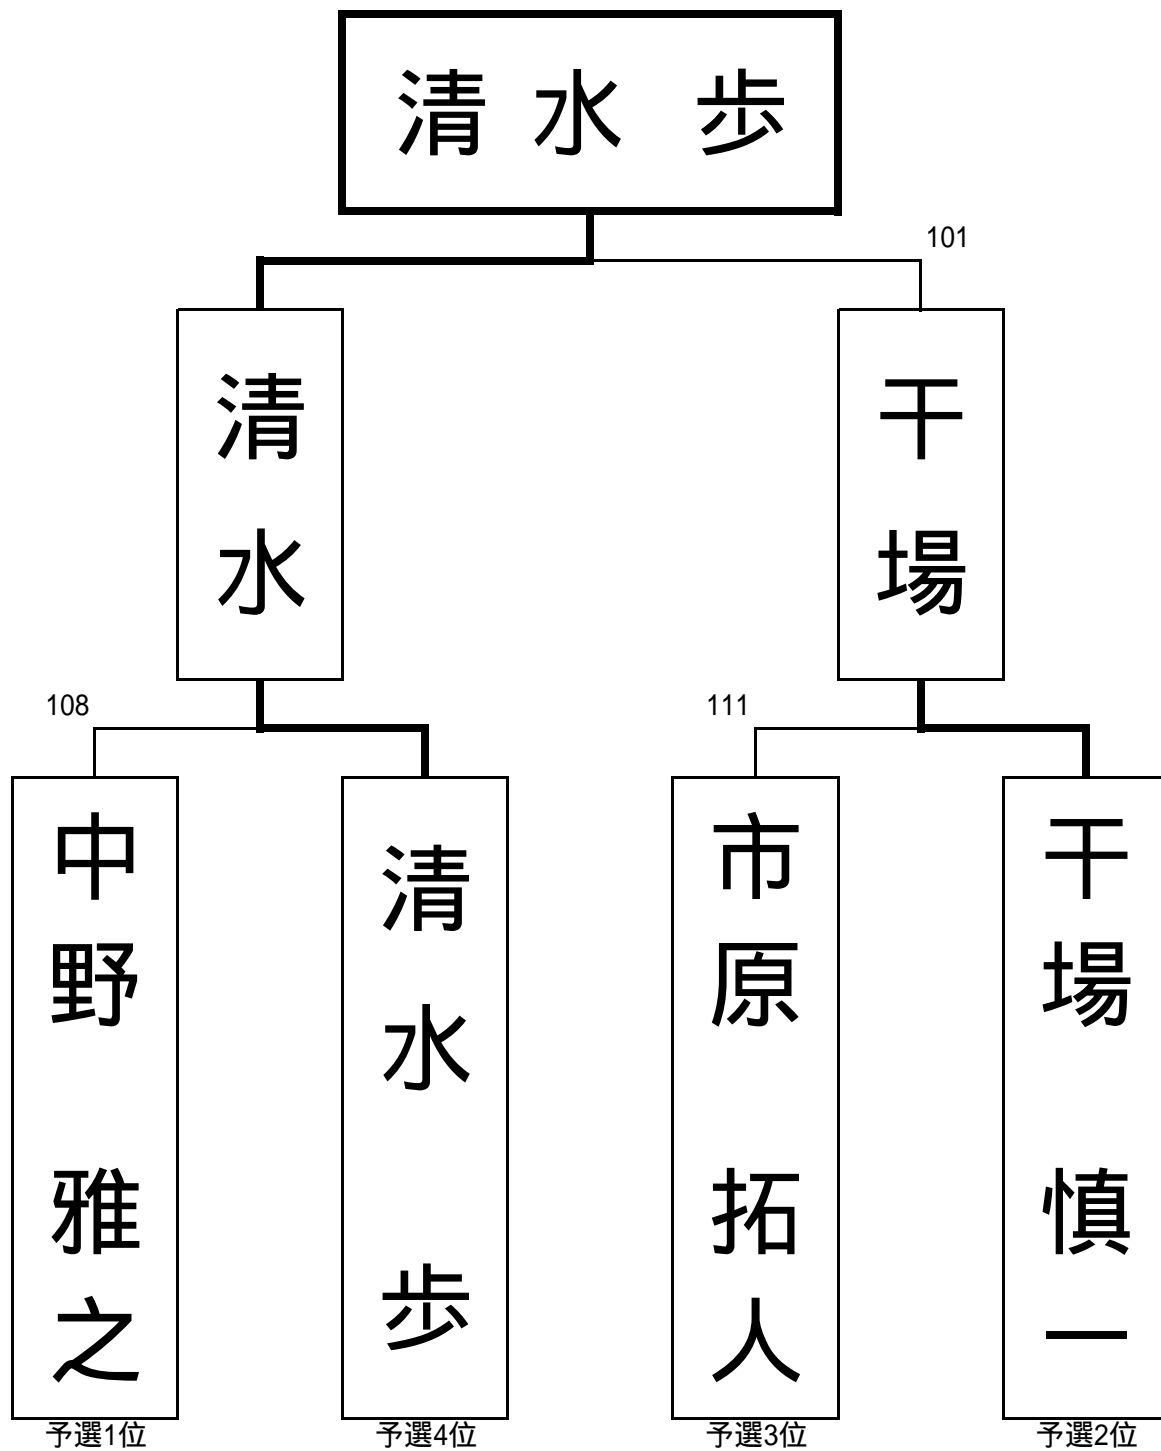 清水 歩
101
清水
干場
108
111
中野 雅之
清水 歩
市原 拓人
干場 慎一
予選1位
予選4位
予選3位
予選2位